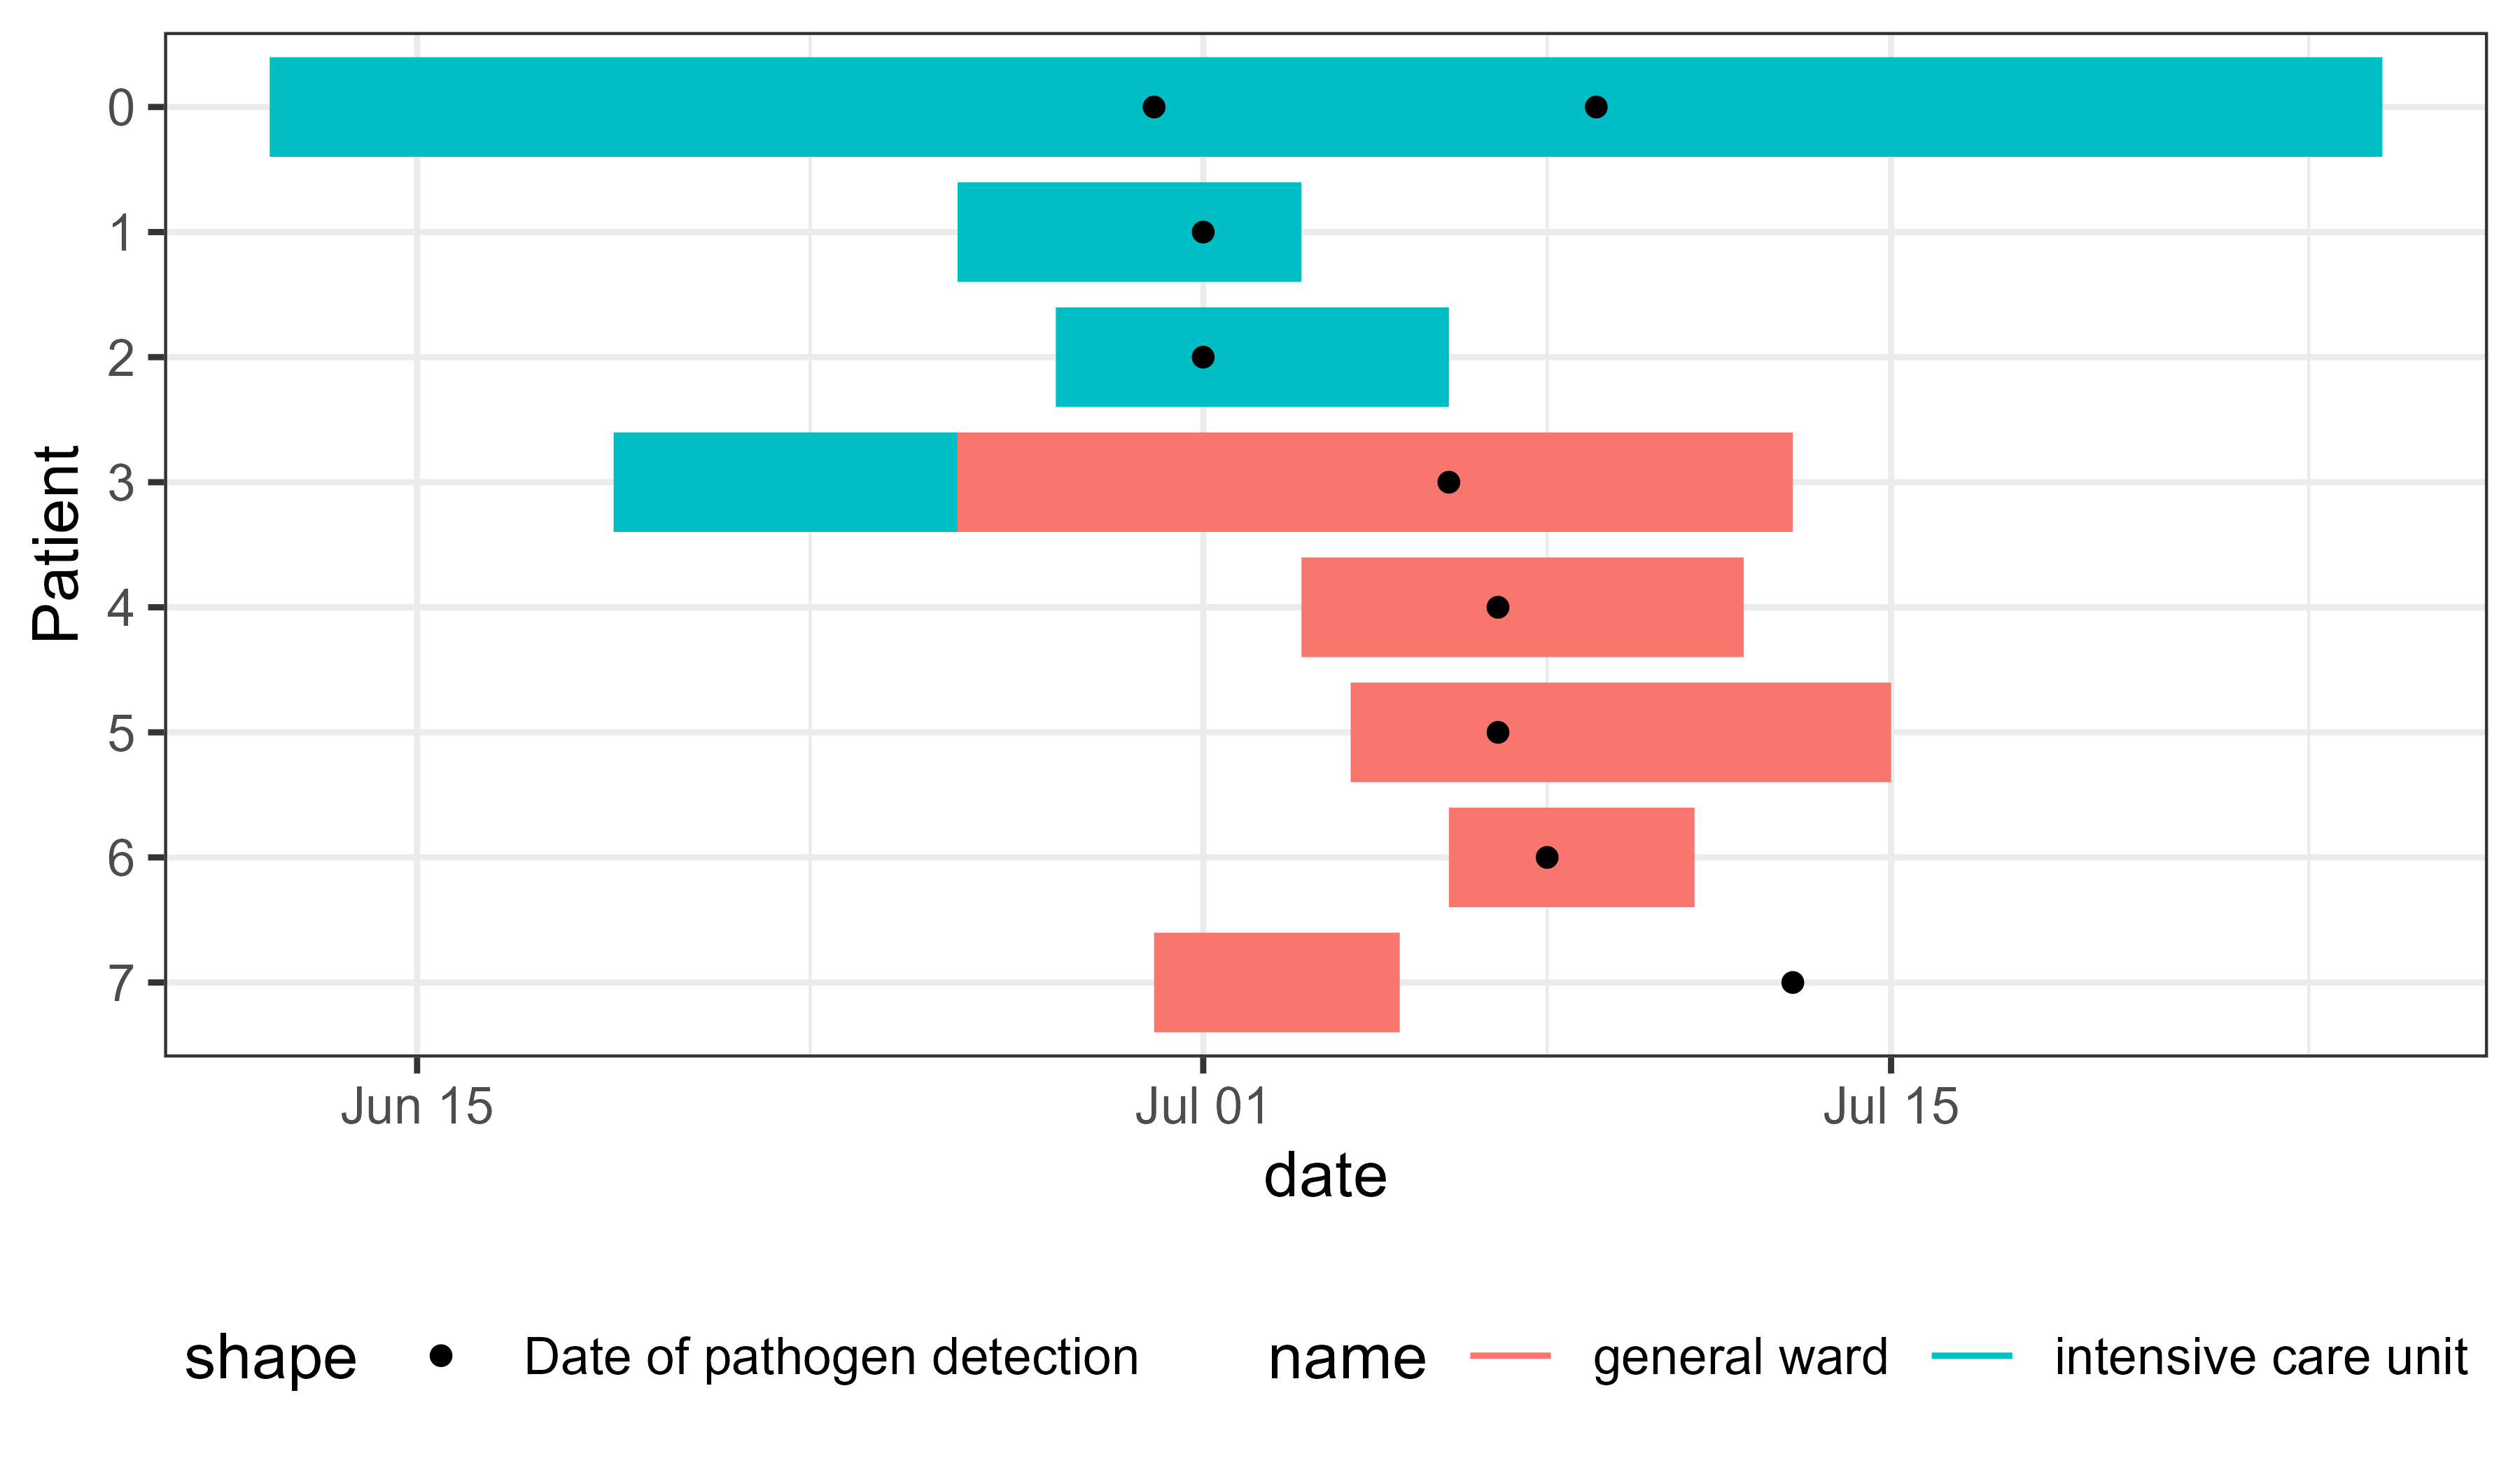 Patient
0
1
2
3
4
5
6
7
Jun 15 Jul 01 Jul 15
date
shape Date of pathogen detection name general ward intensive care unit